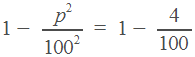 1 - p²/100² = 1 - 4/100